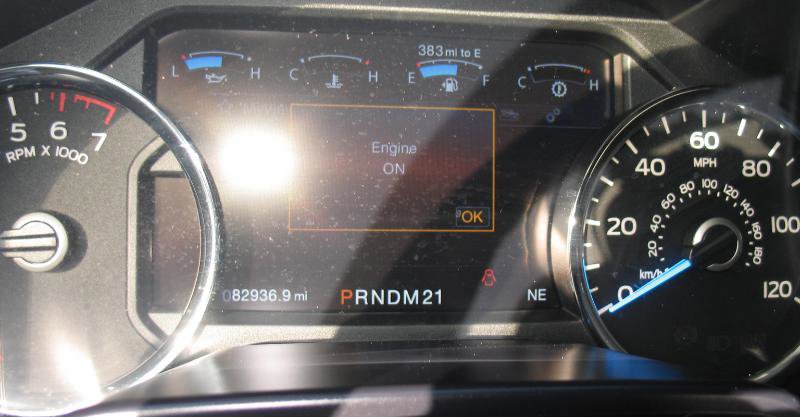 383 mi to E
L H C H E F C H
Engine
ON
OK
082936.9 mi
PRNDM21
NE
5 6 7
RPM X 1000
0 20 40 60 80 100 120
MPH
20 40 60 80 100 120 140 160 180
km/h